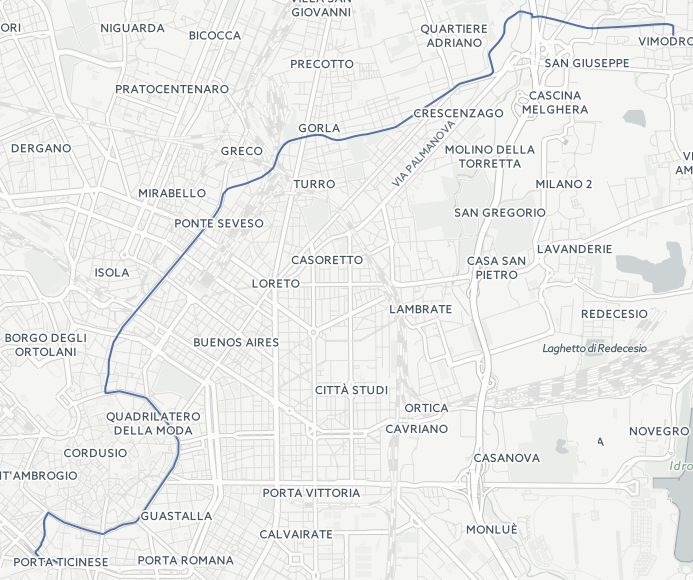 VILLA SAN
GIOVANNI
ORI
NIGUARDA
BICOCCA
QUARTIERE
ADRIANO
VIMODRO
PRECOTTO
SAN GIUSEPPE
PRATOCENTENARO
CASCINA
MELGHERA
CRESCENZAGO
GORLA
VIA PALMANOVA
DERGANO
GRECO
MOLINO DELLA
TORRETTA
VI
AM
TURRO
MILANO 2
MIRABELLO
SAN GREGORIO
PONTE SEVESO
LAVANDERIE
CASORETTO
CASA SAN
PIETRO
ISOLA
LORETO
LAMBRATE
REDECESIO
BORGO DEGLI
ORTOLANI
BUENOS AIRES
Laghetto di Redecesio
CITTÀ STUDI
QUADRILATERO
DELLA MODA
ORTICA
CAVRIANO
NOVEGRO
CORDUSIO
CASANOVA
Idro
NT'AMBROGIO
PORTA VITTORIA
GUASTALLA
MONLUÈ
CALVAIRATE
PORTA TICINESE
PORTA ROMANA